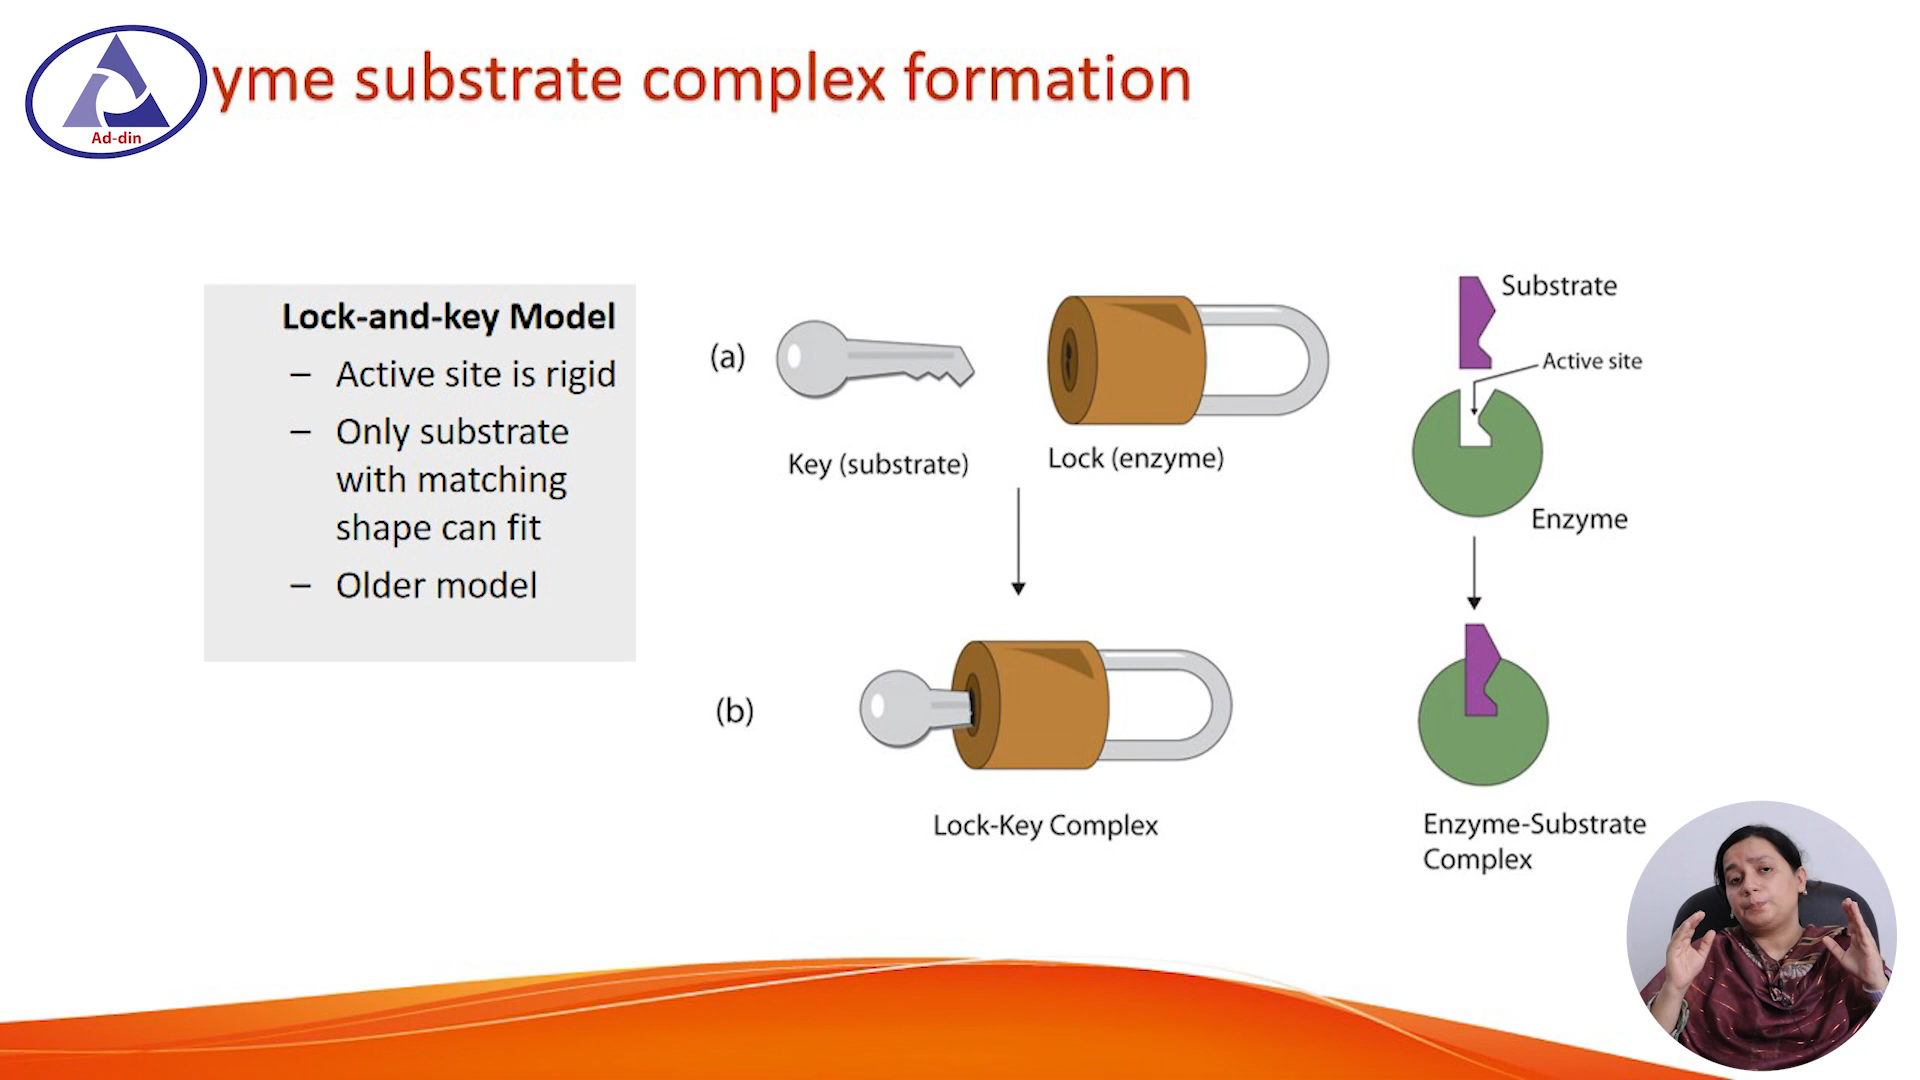 Ad-din
yme substrate complex formation
Lock-and-key Model
– Active site is rigid
– Only substrate
with matching
shape can fit
– Older model
(a)
Key (substrate)
Lock (enzyme)
Substrate
Active site
Enzyme
(b)
Lock-Key Complex
Enzyme-Substrate
Complex